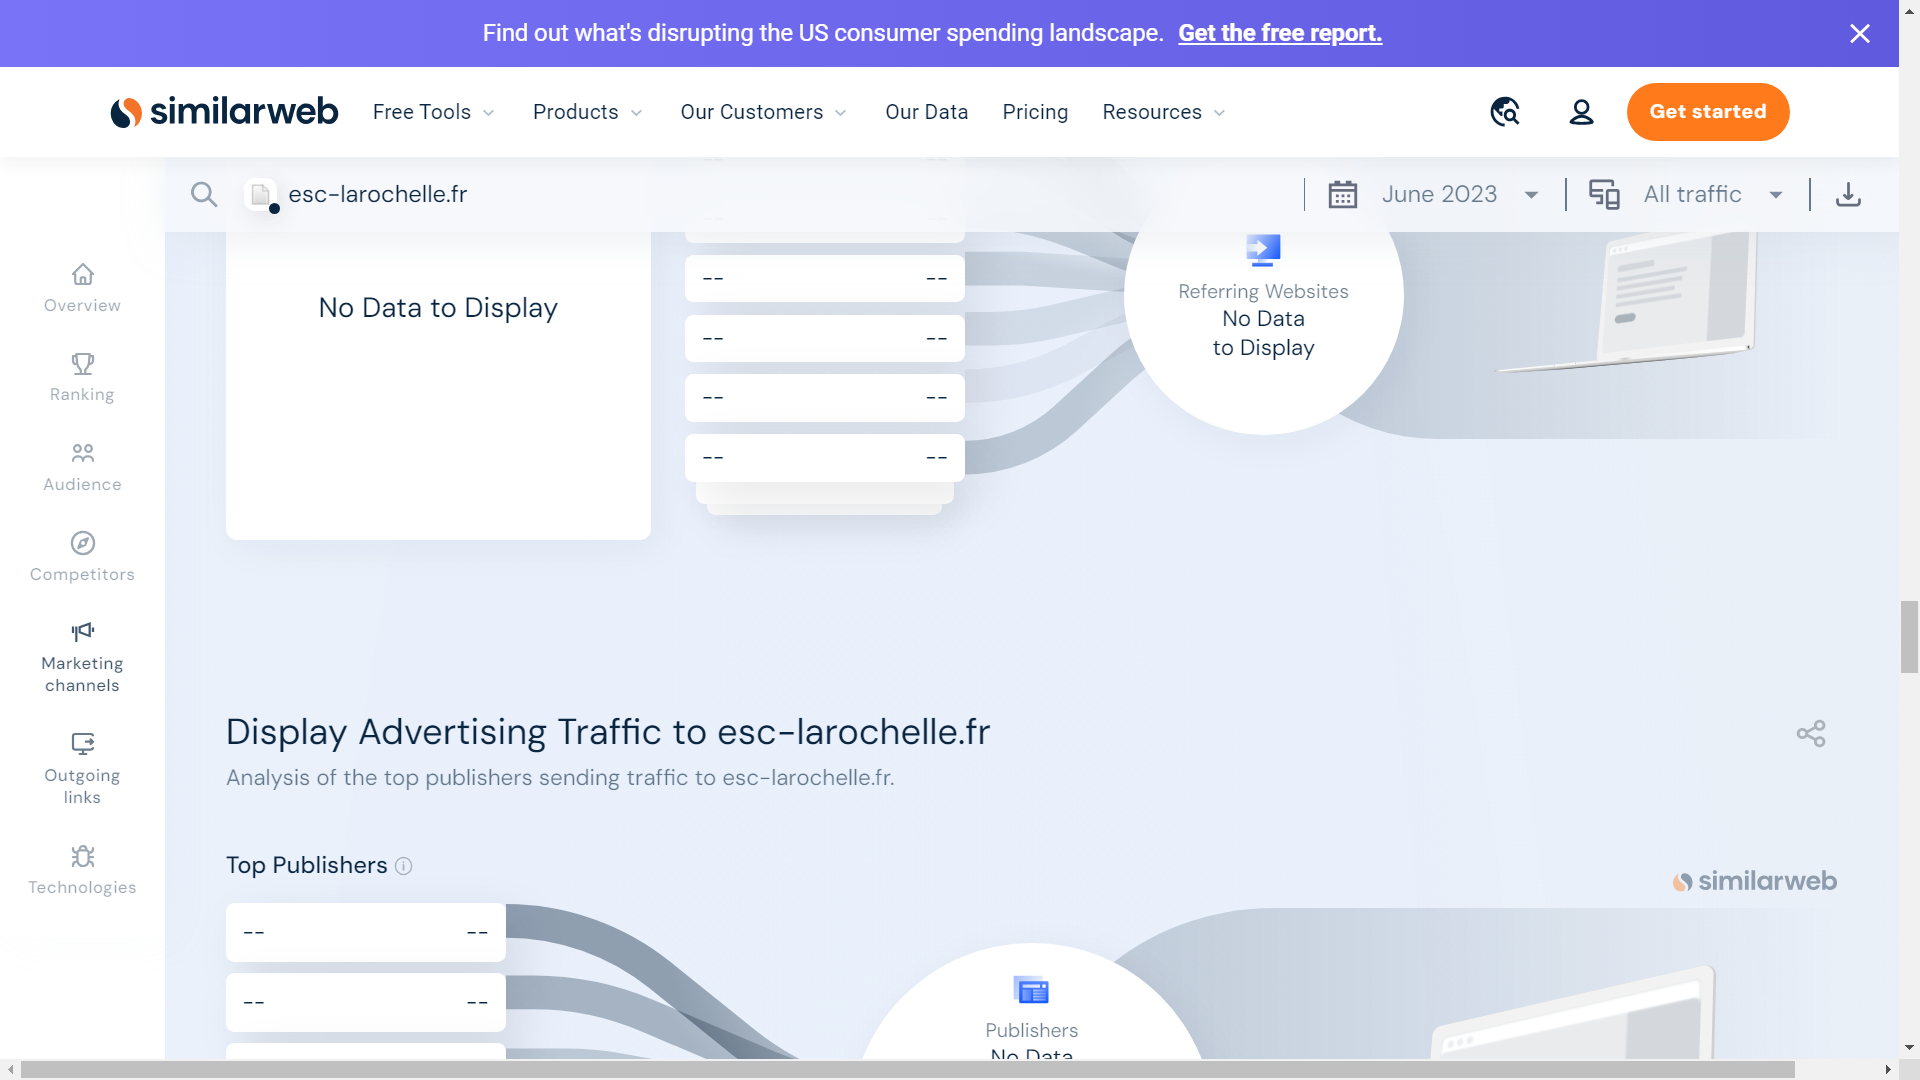 Find out what's disrupting the US consumer spending landscape. Get the free report.
similarweb
Free Tools
Products
Our Customers
Our Data
Pricing
Resources
Get started
esc-larochelle.fr
June 2023
All traffic
Overview
Ranking
Audience
Competitors
Marketing
channels
Outgoing
links
Technologies
No Data to Display
-- --
-- --
-- --
-- --
Referring Websites
No Data
to Display
Display Advertising Traffic to esc-larochelle.fr
Analysis of the top publishers sending traffic to esc-larochelle.fr.
Top Publishers
similarweb
-- --
-- --
Publishers
No Data